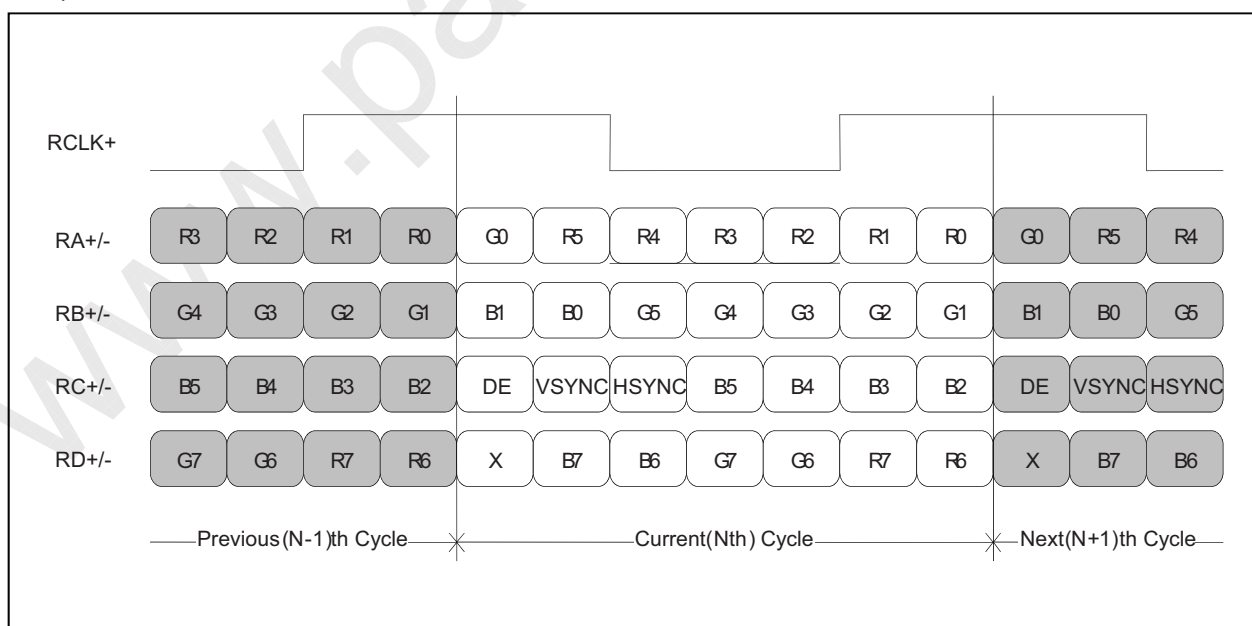 www.pa
RCLK+
RA+/- R3 R2 R1 R0 G0 R5 R4 R3 R2 R1 R0 G0 R5 R4
RB+/- G4 G3 G2 G1 B1 B0 G5 G4 G3 G2 G1 B1 B0 G5
RC+/- B5 B4 B3 B2 DE VSYNC HSYNC B5 B4 B3 B2 DE VSYNC HSYNC
RD+/- G7 G6 R7 R6 X B7 B6 G7 G6 R7 R6 X B7 B6
Previous(N-1)th Cycle Current(Nth) Cycle Next(N+1)th Cycle